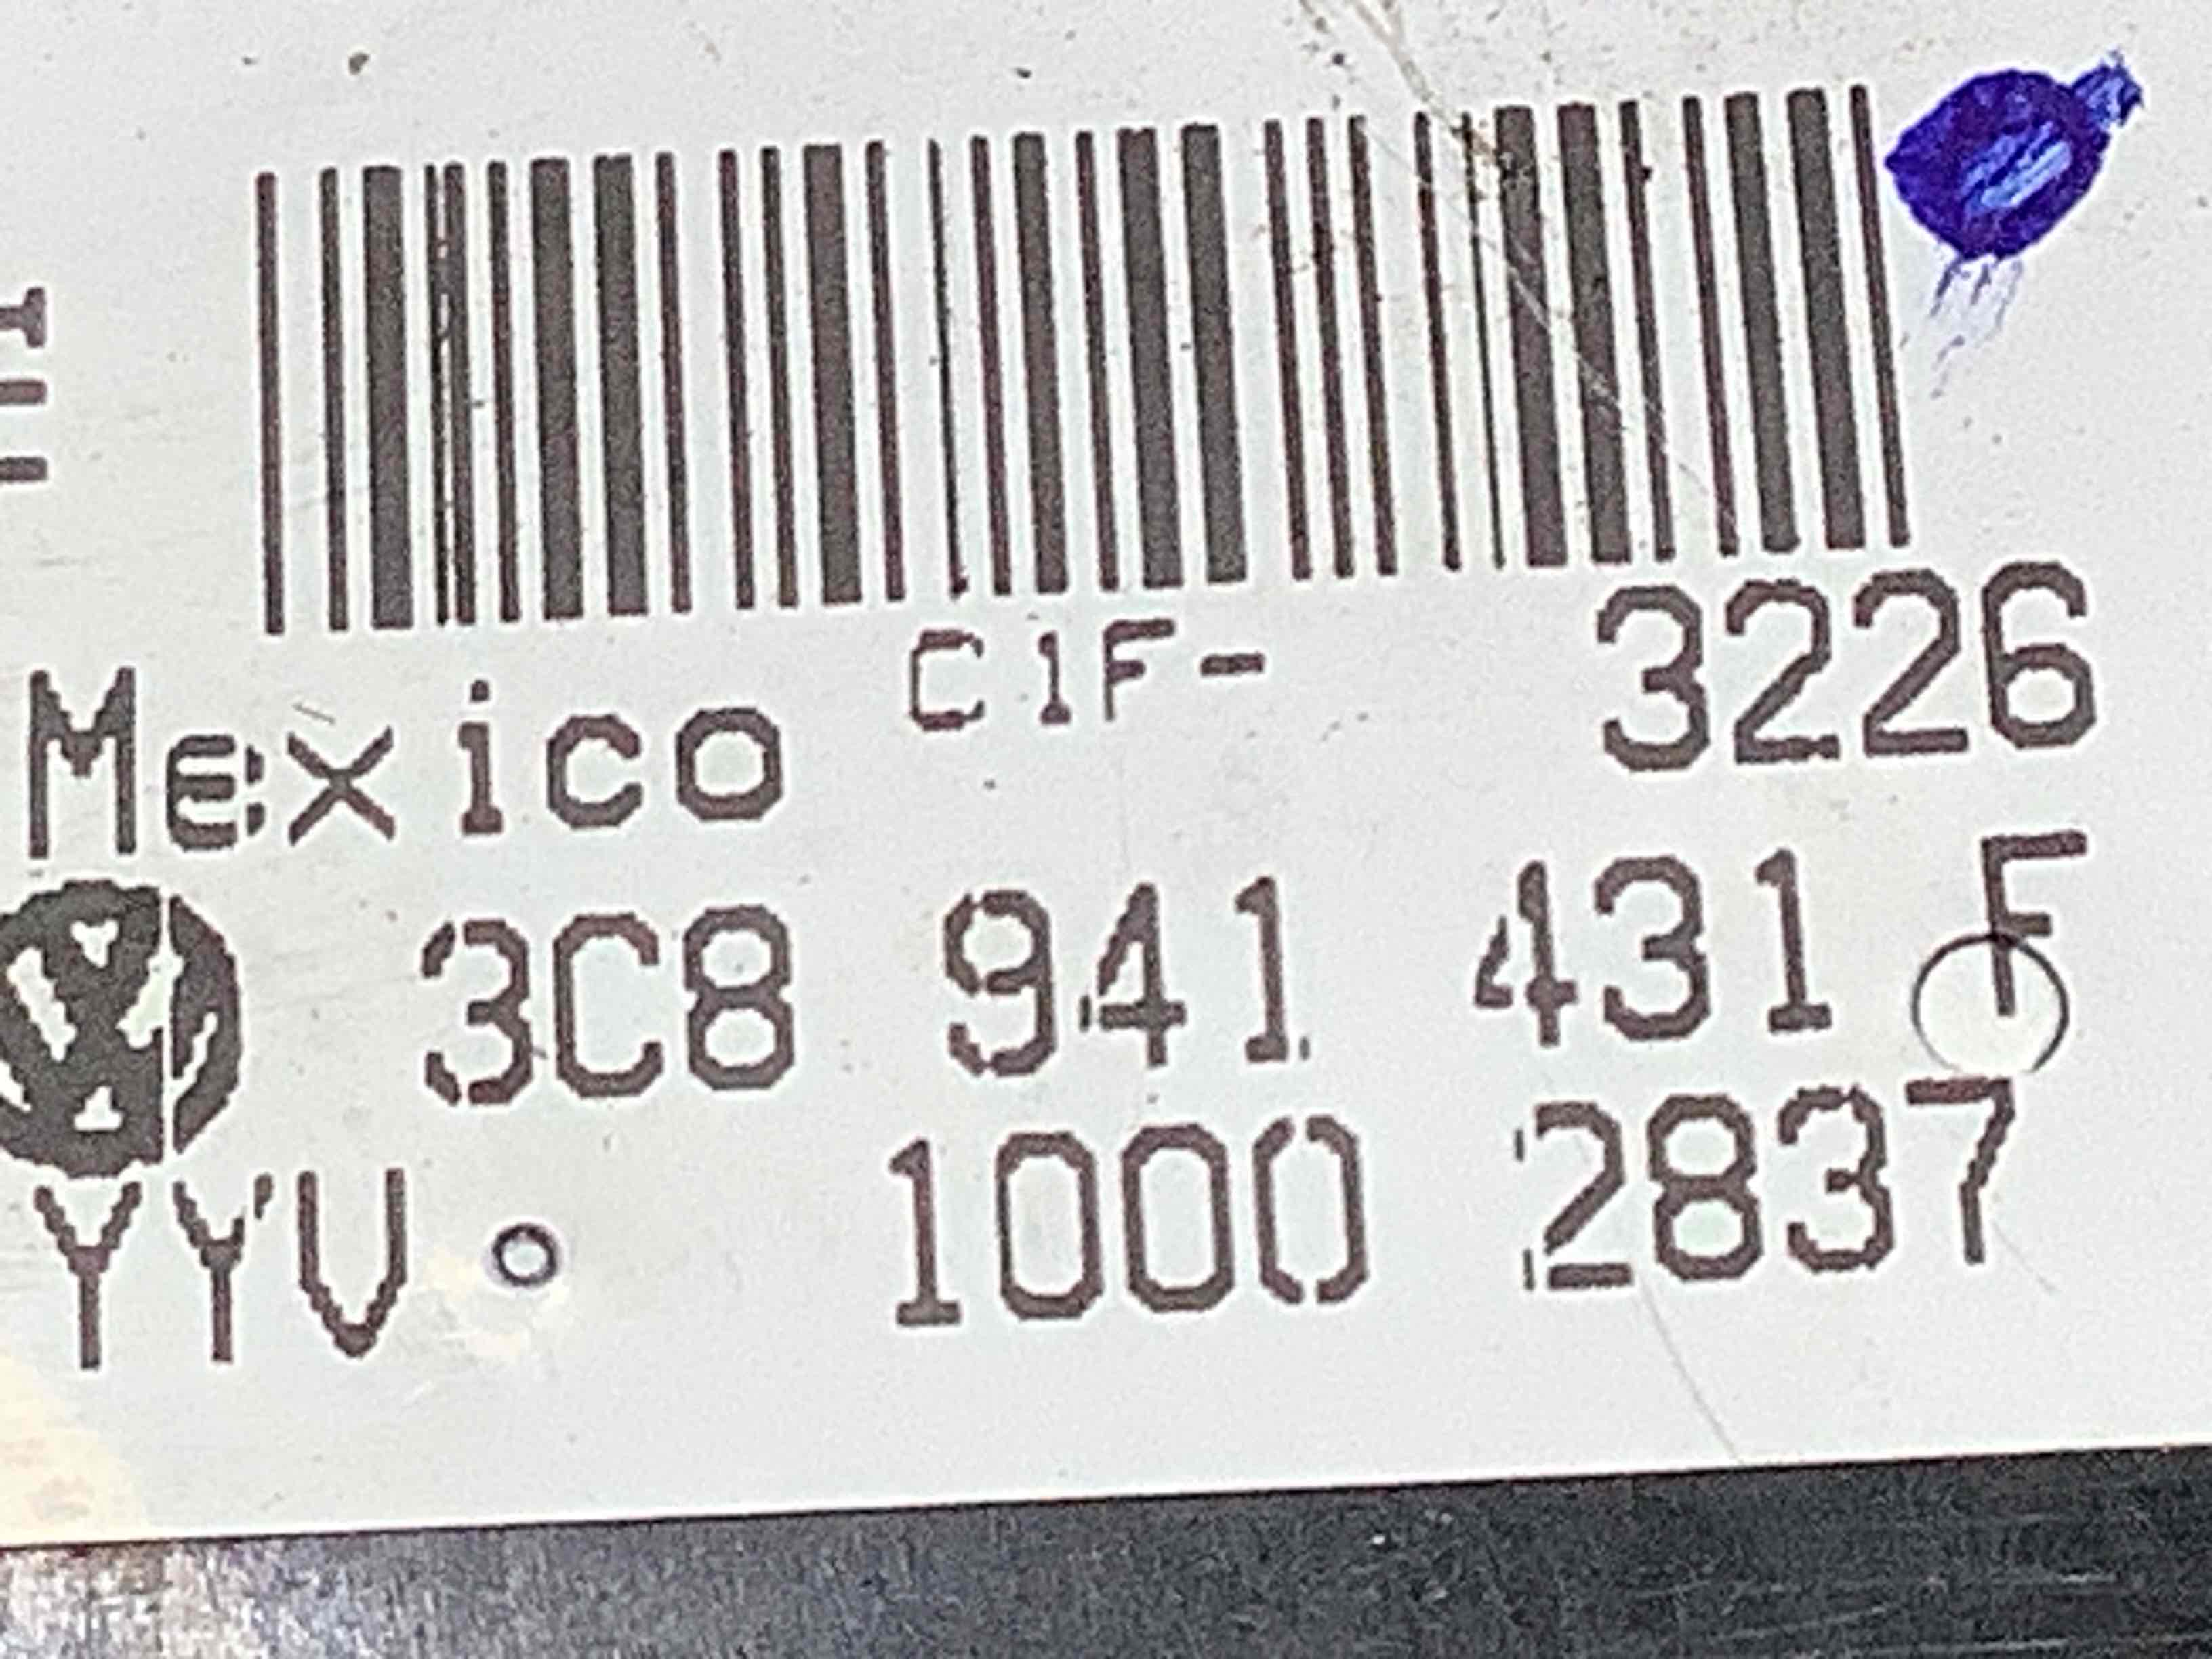 C1F- 3226
Mexico
3C8 941 431 F
YYV 1000 2837